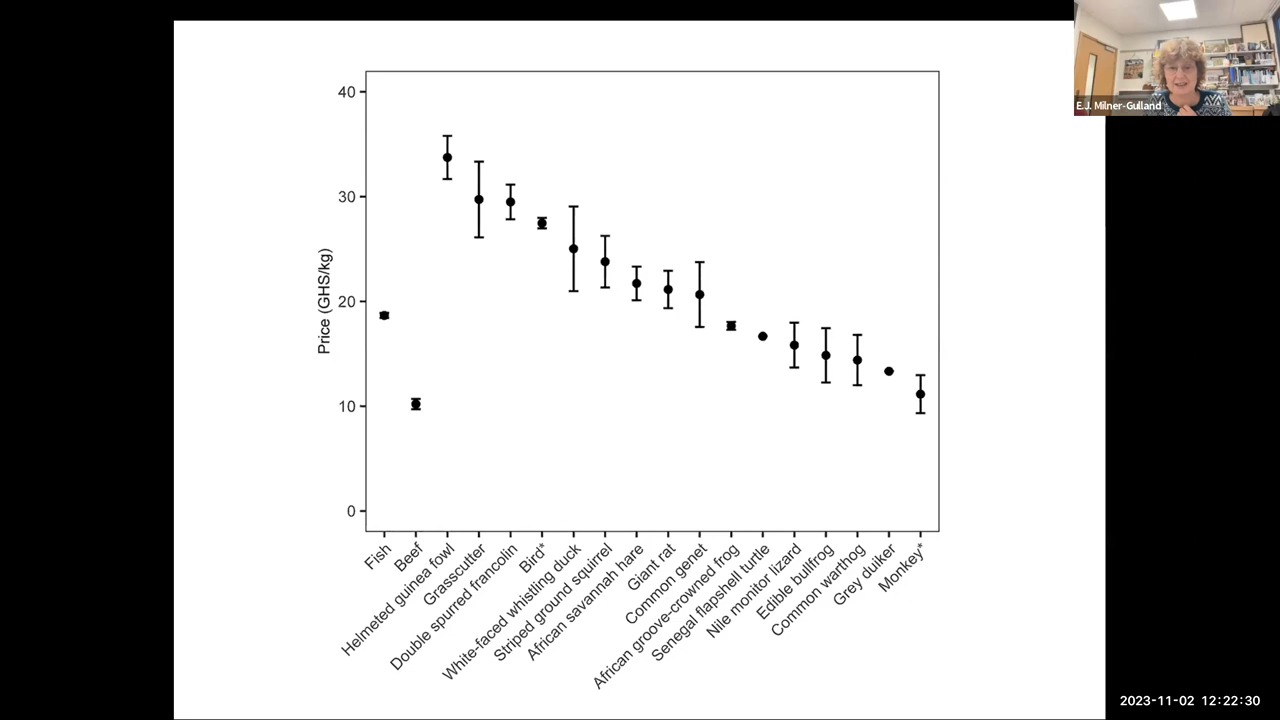 E.J. Milner-Gulland
40
30
20
10
0
Price (GHS/kg)
Fish
Beef
Helmeted guinea fowl
Grasscutter
Double spurred francolin
Bird*
White-faced whistling duck
Striped ground squirrel
African savannah hare
Giant rat
Common genet
African groove-crowned frog
Senegal flapshell turtle
Nile monitor lizard
Edible bullfrog
Common warthog
Grey duiker
Monkey*
2023-11-02 12:22:30